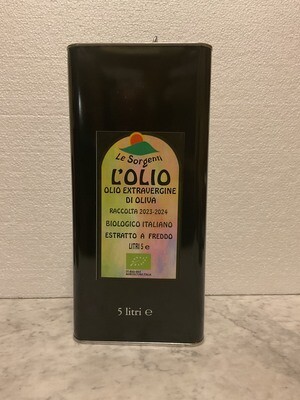 Le Sorgenti
L'OLIO
OLIO EXTRAVERGINE
DI OLIVA
RACCOLTA 2023-2024
BIOLOGICO ITALIANO
ESTRATTO A FREDDO
LITRI 5 e
5 litri e